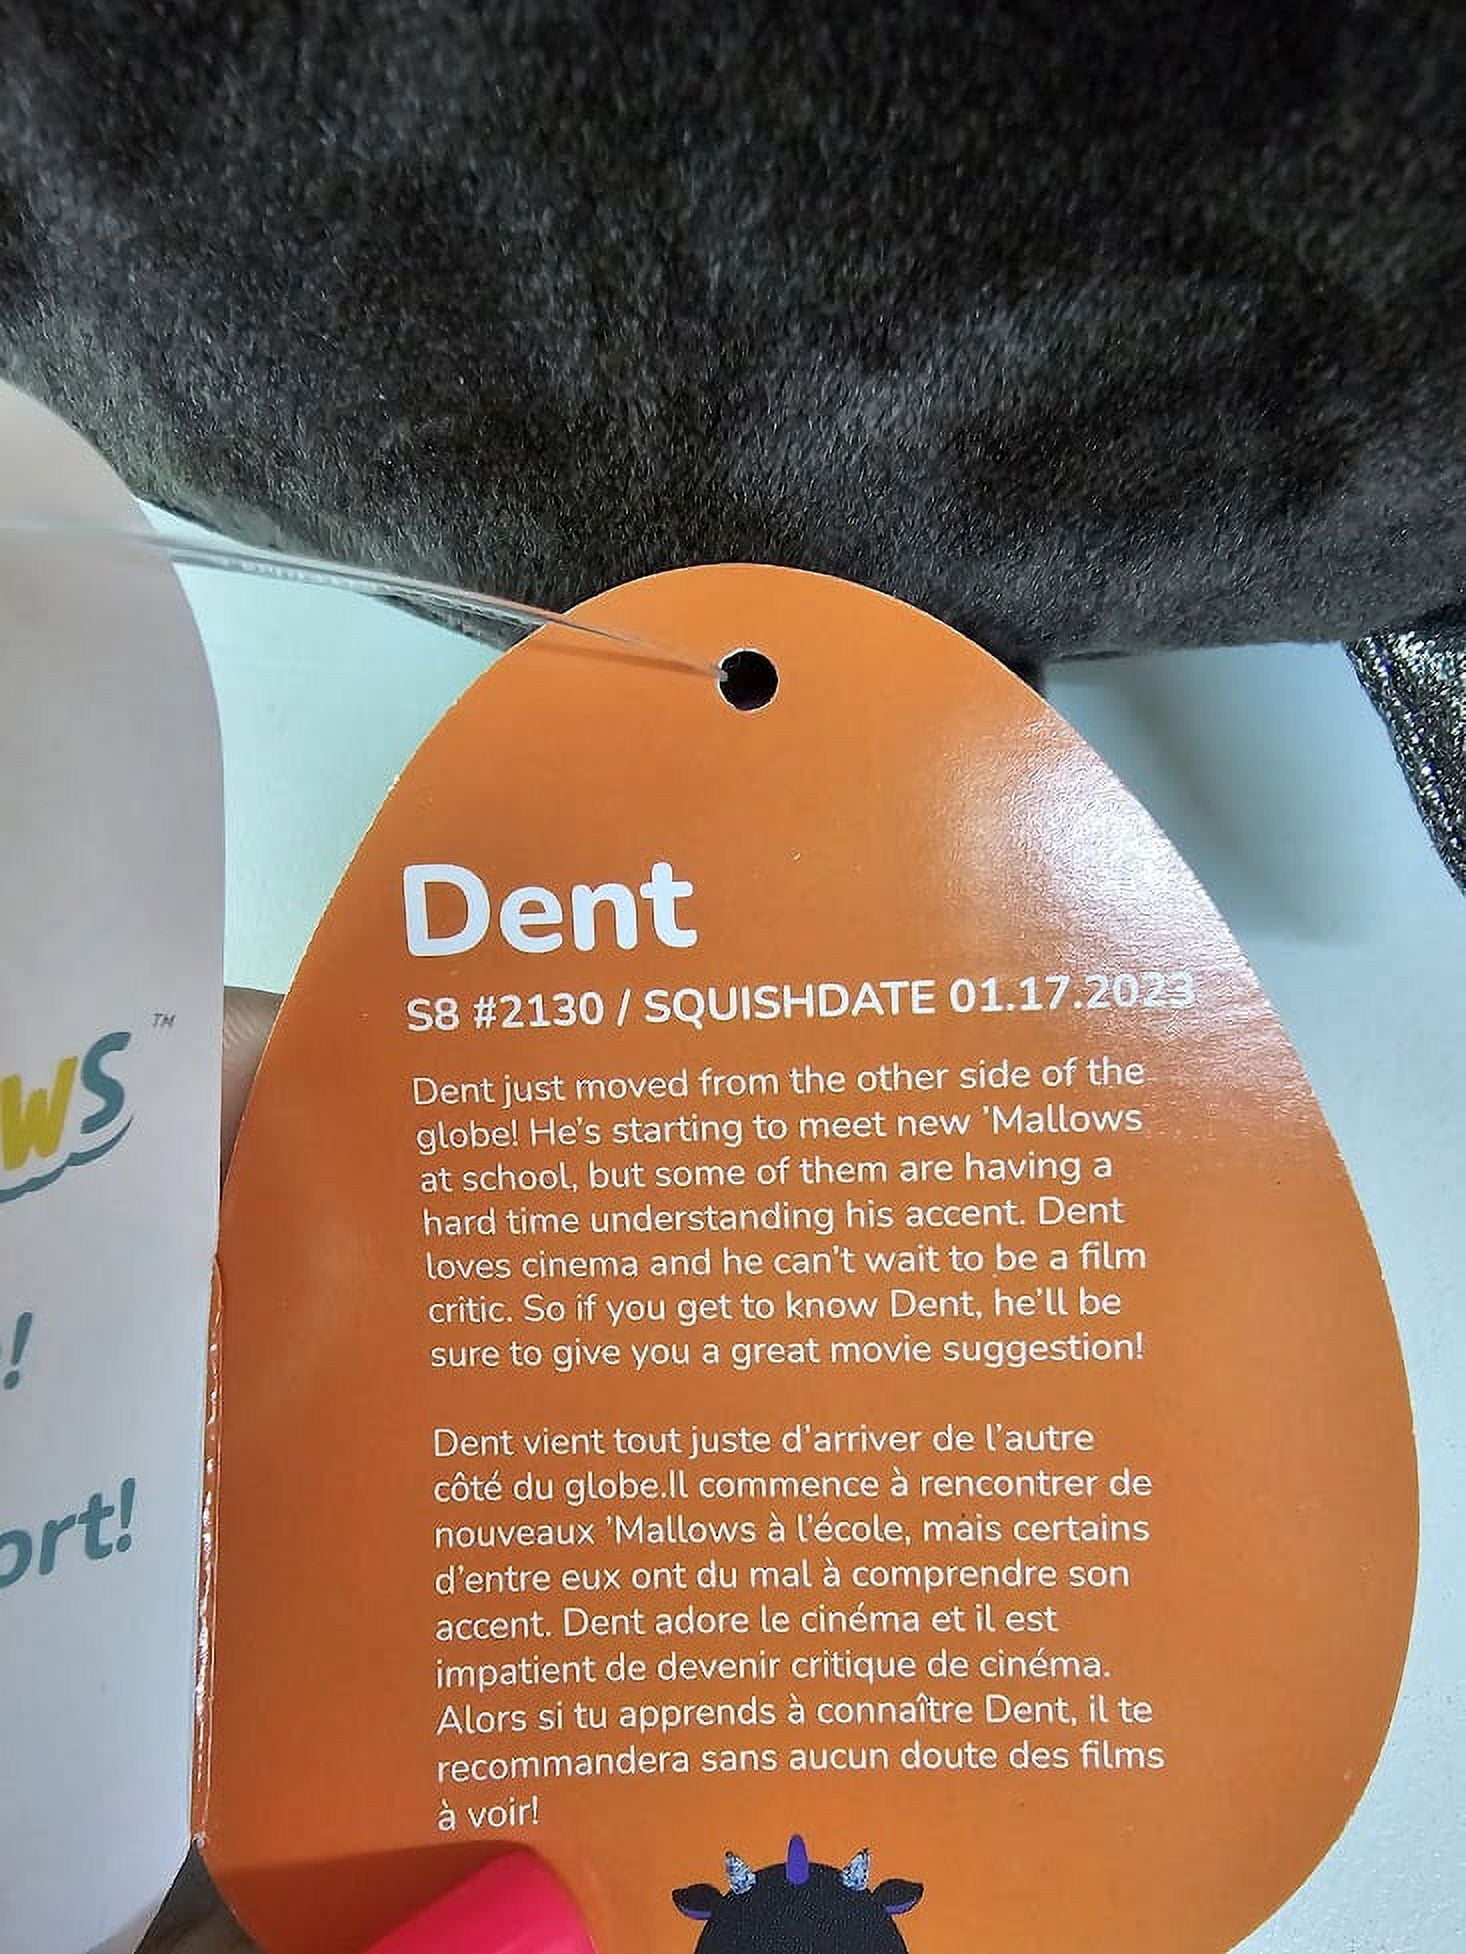 Dent
S8 #2130 / SQUISHDATE 01.17.2023
Dent just moved from the other side of the
globe! He's starting to meet new 'Mallows
at school, but some of them are having a
hard time understanding his accent. Dent
loves cinema and he can't wait to be a film
critic. So if you get to know Dent, he'll be
sure to give you a great movie suggestion!
Dent vient tout juste d'arriver de l'autre
côté du globe.Il commence à rencontrer de
nouveaux 'Mallows à l'école, mais certains
d'entre eux ont du mal à comprendre son
accent. Dent adore le cinéma et il est
impatient de devenir critique de cinéma.
Alors si tu apprends à connaître Dent, il te
recommandera sans aucun doute des films
à voir!